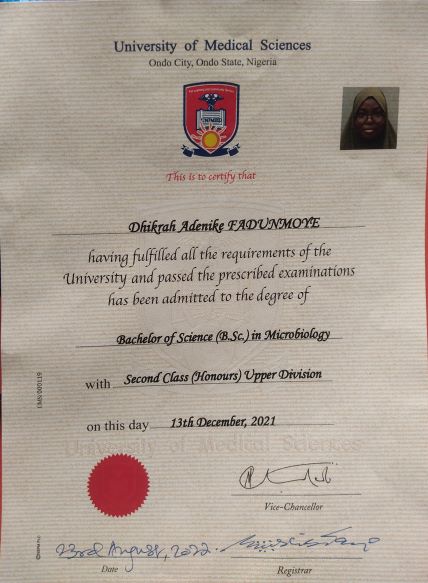 University of Medical Sciences
Ondo City, Ondo State, Nigeria
This is to certify that
Dhikrah Adenike FADUNMOYE
having fulfilled all the requirements of the
University and passed the prescribed examinations
has been admitted to the degree of
Bachelor of Science (B.Sc.) in Microbiology
with Second Class (Honours) Upper Division
on this day 13th December, 2021
University of Medical Sciences
Vice-Chancellor
23rd August, 2022
Date
Registrar